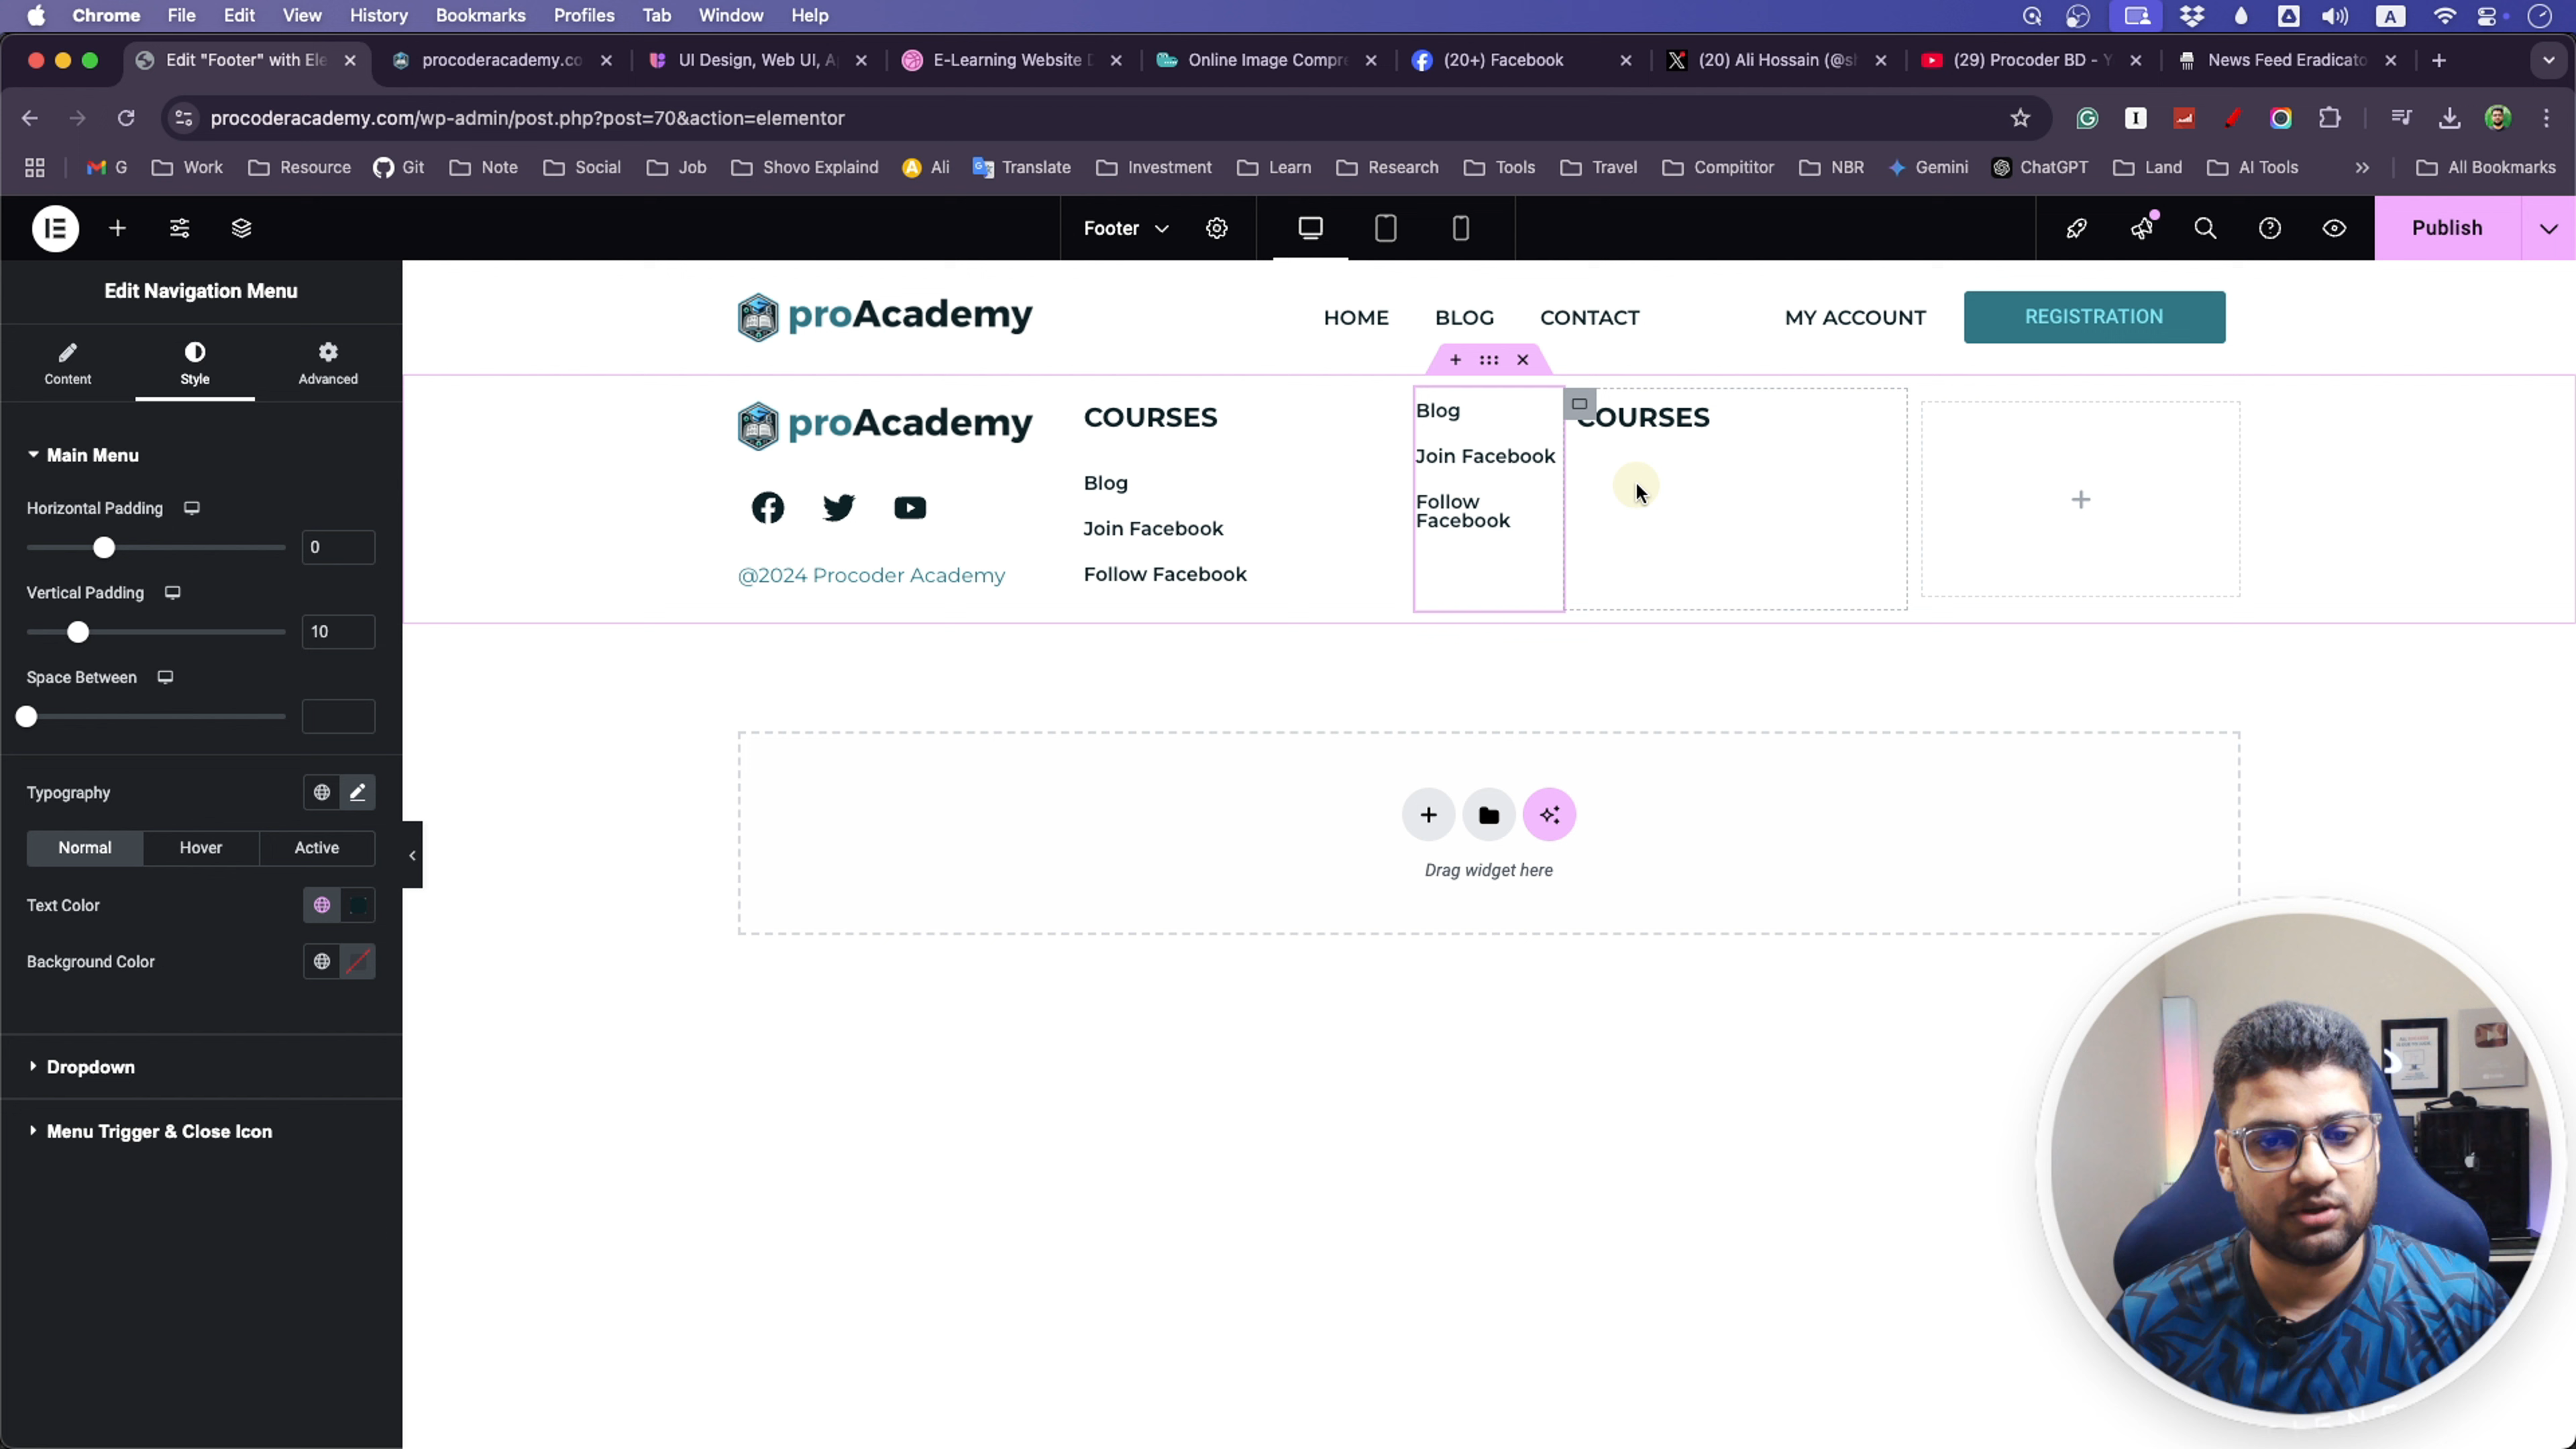 Chrome File Edit View History Bookmarks Profiles Tab Window Help A
Edit "Footer" with Ele procoderacademy.co UI Design, Web UI, A E-Learning Website D Online Image Compre (20+) Facebook (20) Ali Hossain (@sl (29) Procoder BD - Y News Feed Eradicato
procoderacademy.com/wp-admin/post.php?post=70&action=elementor
G Work Resource Git Note Social Job Shovo Explaind Ali Translate Investment Learn Research Tools Travel Compititor NBR Gemini ChatGPT Land AI Tools All Bookmarks
Footer Publish
Edit Navigation Menu
Content Style Advanced
Main Menu
Horizontal Padding
0
Vertical Padding
10
Space Between
Typography
Normal Hover Active
Text Color
Background Color
Dropdown
Menu Trigger & Close Icon
proAcademy HOME BLOG CONTACT MY ACCOUNT REGISTRATION
proAcademy
@2024 Procoder Academy
COURSES
Blog
Join Facebook
Follow Facebook
Blog
Join Facebook
Follow
Facebook
COURSES
Drag widget here